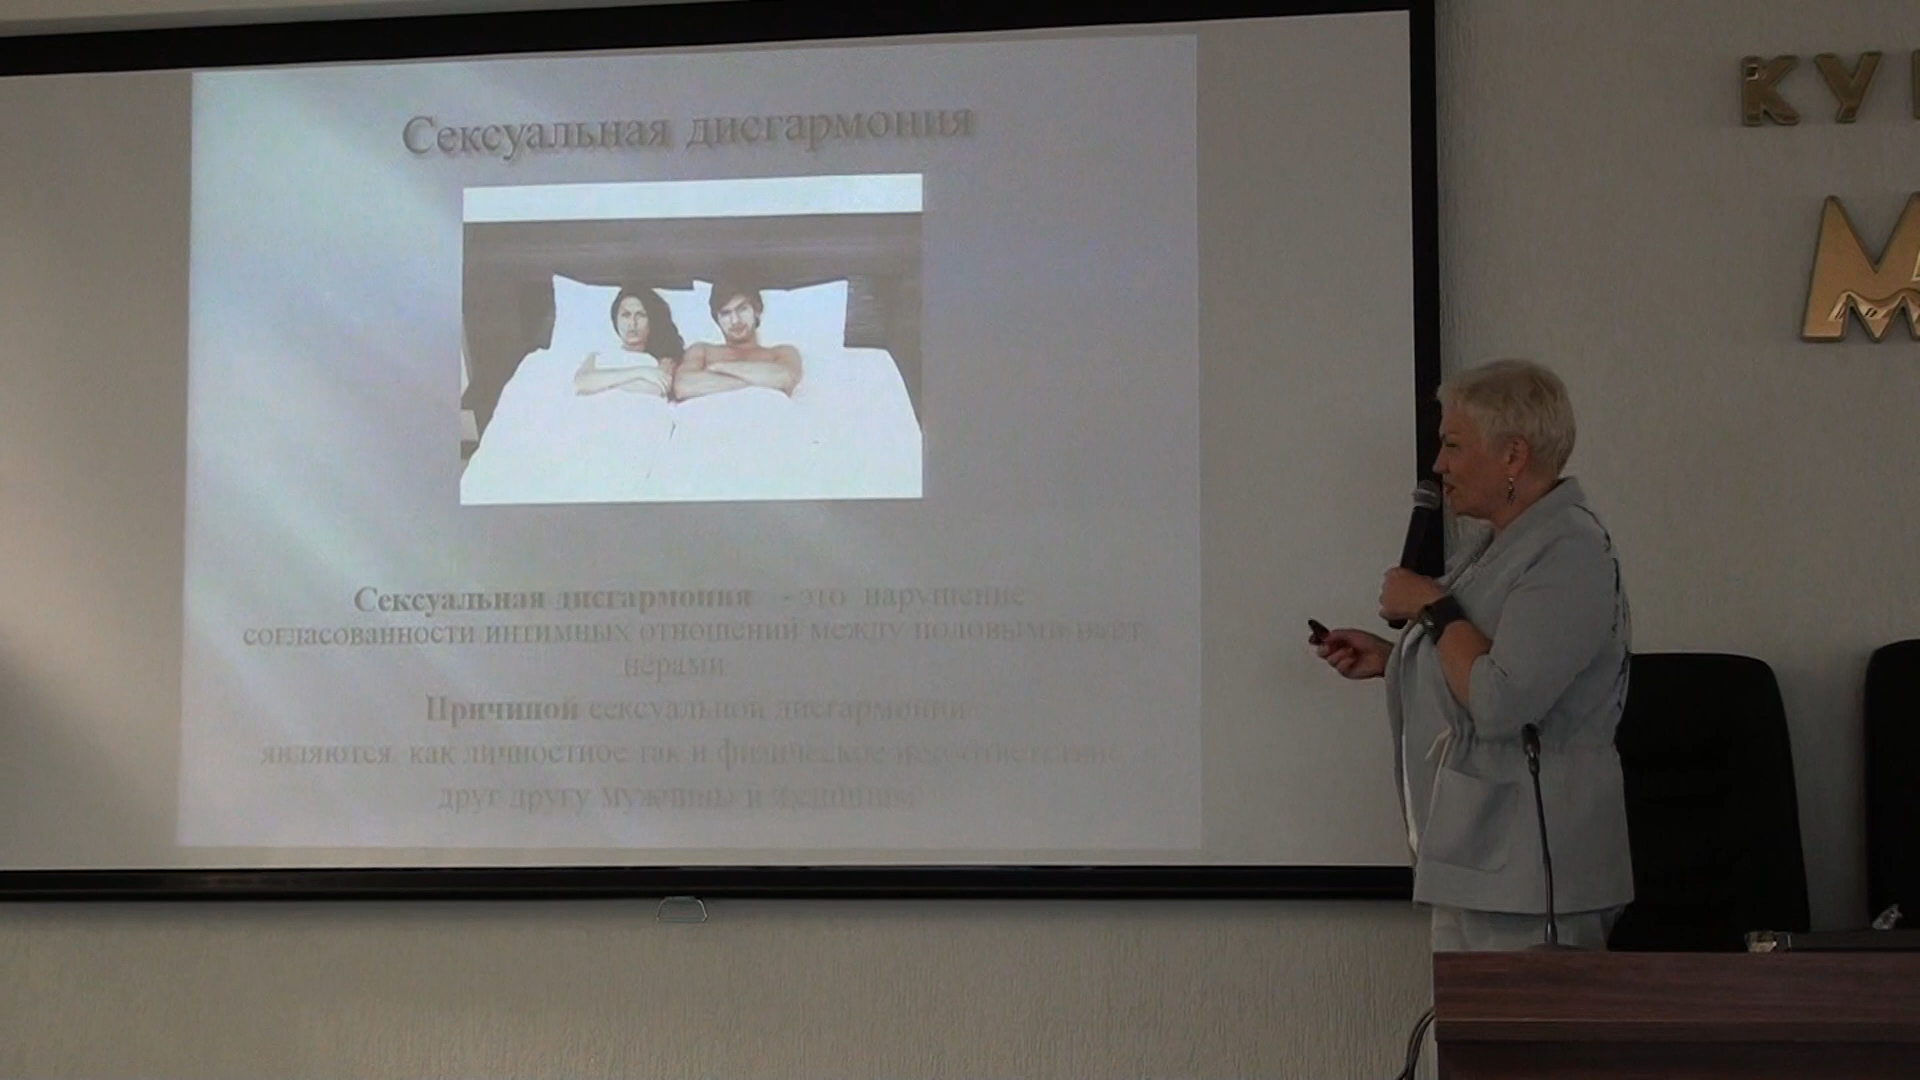 Сексуальная дисгармония
Сексуальная дисгармония - это нарушение
согласованности интимных отношений между половыми парт
нерами
Причиной сексуальной дисгармонии
являются как личностное так и физическое несоответствие
друг другу мужчины и женщины
КУ
М